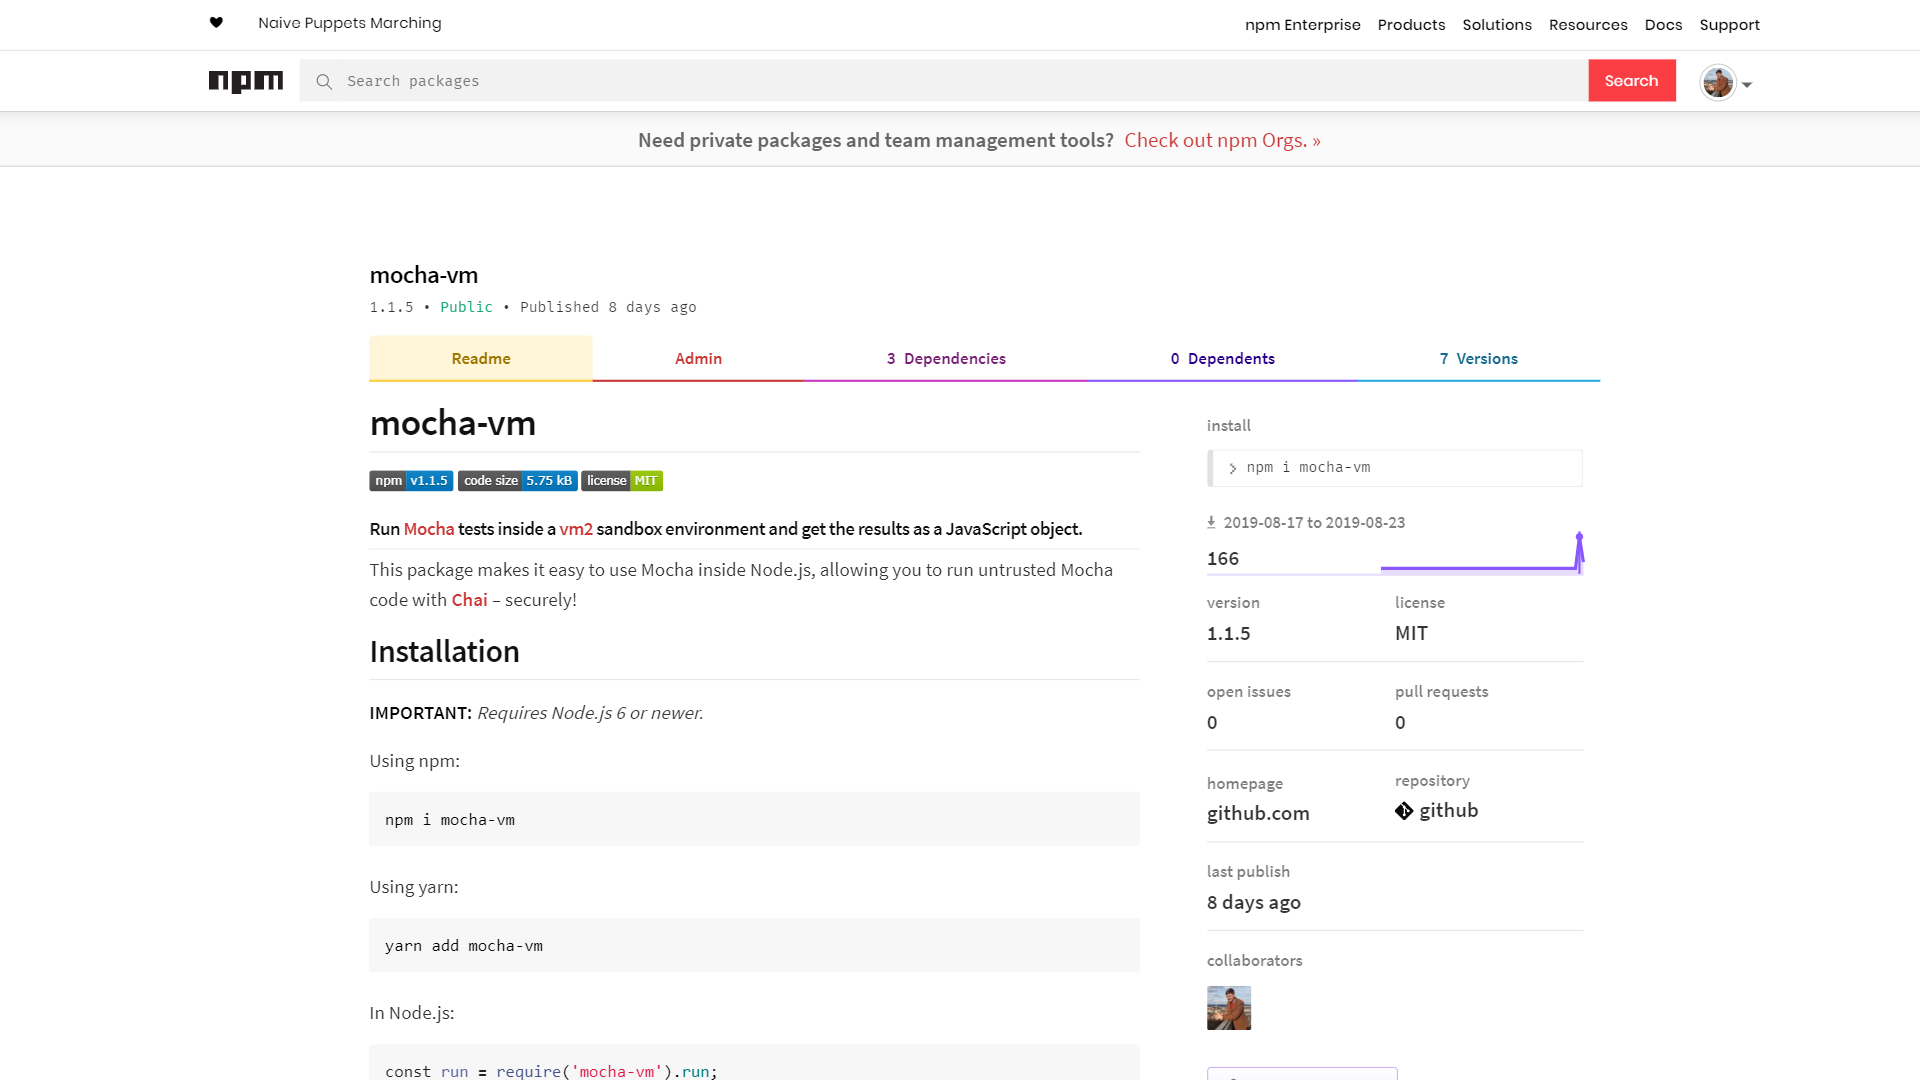 Naive Puppets Marching
npm Enterprise Products Solutions Resources Docs Support
npm
Search packages
Search
Need private packages and team management tools? Check out npm Orgs. »
mocha-vm
1.1.5 • Public • Published 8 days ago
Readme
Admin
3 Dependencies
0 Dependents
7 Versions
mocha-vm
npm v1.1.5 code size 5.75 kB license MIT
Run Mocha tests inside a vm2 sandbox environment and get the results as a JavaScript object.
This package makes it easy to use Mocha inside Node.js, allowing you to run untrusted Mocha
code with Chai – securely!
Installation
IMPORTANT: Requires Node.js 6 or newer.
Using npm:
npm i mocha-vm
Using yarn:
yarn add mocha-vm
In Node.js:
const run = require('mocha-vm').run;
install
npm i mocha-vm
2019-08-17 to 2019-08-23
166
version
1.1.5
license
MIT
open issues
0
pull requests
0
homepage
github.com
repository
github
last publish
8 days ago
collaborators